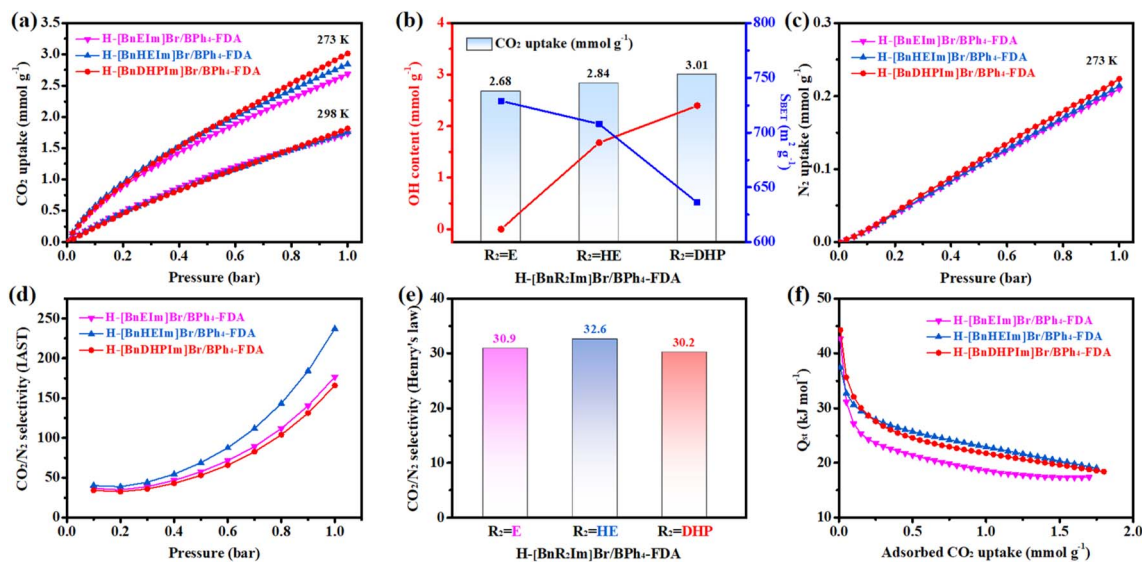 (a)
H-[BnEIm]Br/BPh₄-FDA
H-[BnHEIm]Br/BPh₄-FDA
H-[BnDHPIm]Br/BPh₄-FDA
273 K
298 K
CO₂ uptake (mmol g⁻¹)
3.5
3.0
2.5
2.0
1.5
1.0
0.5
0.0
0.0 0.2 0.4 0.6 0.8 1.0
Pressure (bar)
(b)
CO₂ uptake (mmol g⁻¹)
2.68
2.84
3.01
OH content (mmol g⁻¹)
4
3
2
1
0
S_BET (m² g⁻¹)
800
750
700
650
600
R₂=E R₂=HE R₂=DHP
H-[BnR₂Im]Br/BPh₄-FDA
(c)
H-[BnEIm]Br/BPh₄-FDA
H-[BnHEIm]Br/BPh₄-FDA
H-[BnDHPIm]Br/BPh₄-FDA
273 K
N₂ uptake (mmol g⁻¹)
0.3
0.2
0.1
0.0
0.0 0.2 0.4 0.6 0.8 1.0
Pressure (bar)
(d)
H-[BnEIm]Br/BPh₄-FDA
H-[BnHEIm]Br/BPh₄-FDA
H-[BnDHPIm]Br/BPh₄-FDA
CO₂/N₂ selectivity (IAST)
250
200
150
100
50
0
0.0 0.2 0.4 0.6 0.8 1.0
Pressure (bar)
(e)
30.9
32.6
30.2
CO₂/N₂ selectivity (Henry's law)
40
30
20
10
0
R₂=E R₂=HE R₂=DHP
H-[BnR₂Im]Br/BPh₄-FDA
(f)
H-[BnEIm]Br/BPh₄-FDA
H-[BnHEIm]Br/BPh₄-FDA
H-[BnDHPIm]Br/BPh₄-FDA
Qst (kJ mol⁻¹)
50
40
30
20
10
0.0 0.5 1.0 1.5 2.0
Adsorbed CO₂ uptake (mmol g⁻¹)